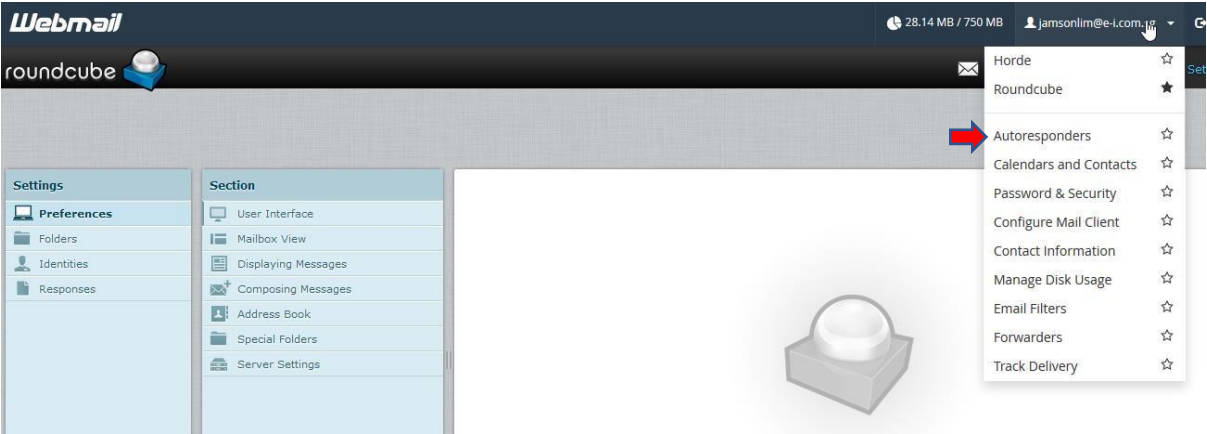 Webmail
28.14 MB / 750 MB
jamsonlim@e-i.com.
roundcube
Set
Horde
Roundcube
Autoresponders
Calendars and Contacts
Password & Security
Configure Mail Client
Contact Information
Manage Disk Usage
Email Filters
Forwarders
Track Delivery
Settings
Preferences
Folders
Identities
Responses
Section
User Interface
Mailbox View
Displaying Messages
Composing Messages
Address Book
Special Folders
Server Settings